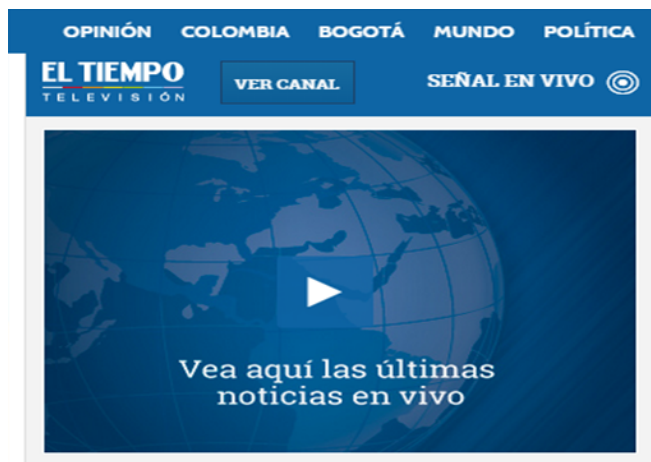 OPINIÓN COLOMBIA BOGOTÁ MUNDO POLÍTICA
EL TIEMPO
TELEVISIÓN
VER CANAL
SEÑAL EN VIVO
Vea aquí las últimas
noticias en vivo